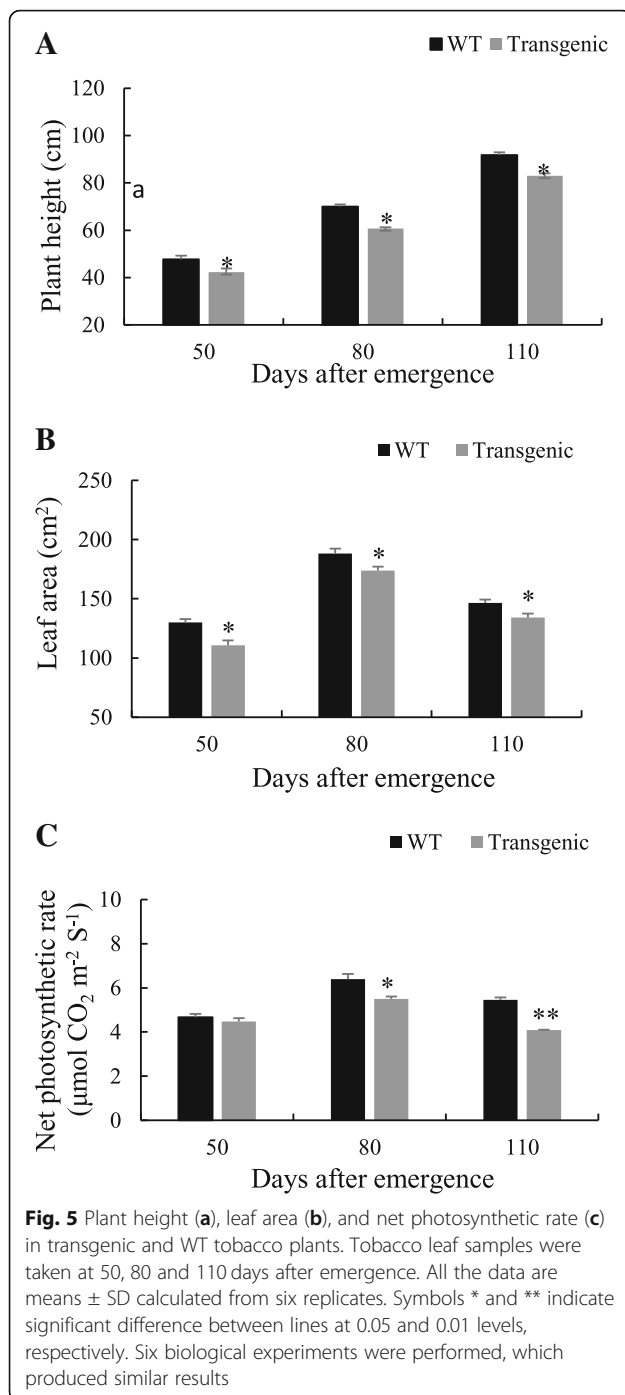 A
WT Transgenic
Plant height (cm)
120
100
80
a
60
40
20
* * *
50 80 110
Days after emergence
B
WT Transgenic
Leaf area (cm²)
250
200
150
100
50
* * *
50 80 110
Days after emergence
C
WT Transgenic
Net photosynthetic rate
(μmol CO₂ m⁻² S⁻¹)
10
8
6
4
2
0
* **
50 80 110
Days after emergence
Fig. 5 Plant height (a), leaf area (b), and net photosynthetic rate (c)
in transgenic and WT tobacco plants. Tobacco leaf samples were
taken at 50, 80 and 110 days after emergence. All the data are
means ± SD calculated from six replicates. Symbols * and ** indicate
significant difference between lines at 0.05 and 0.01 levels,
respectively. Six biological experiments were performed, which
produced similar results